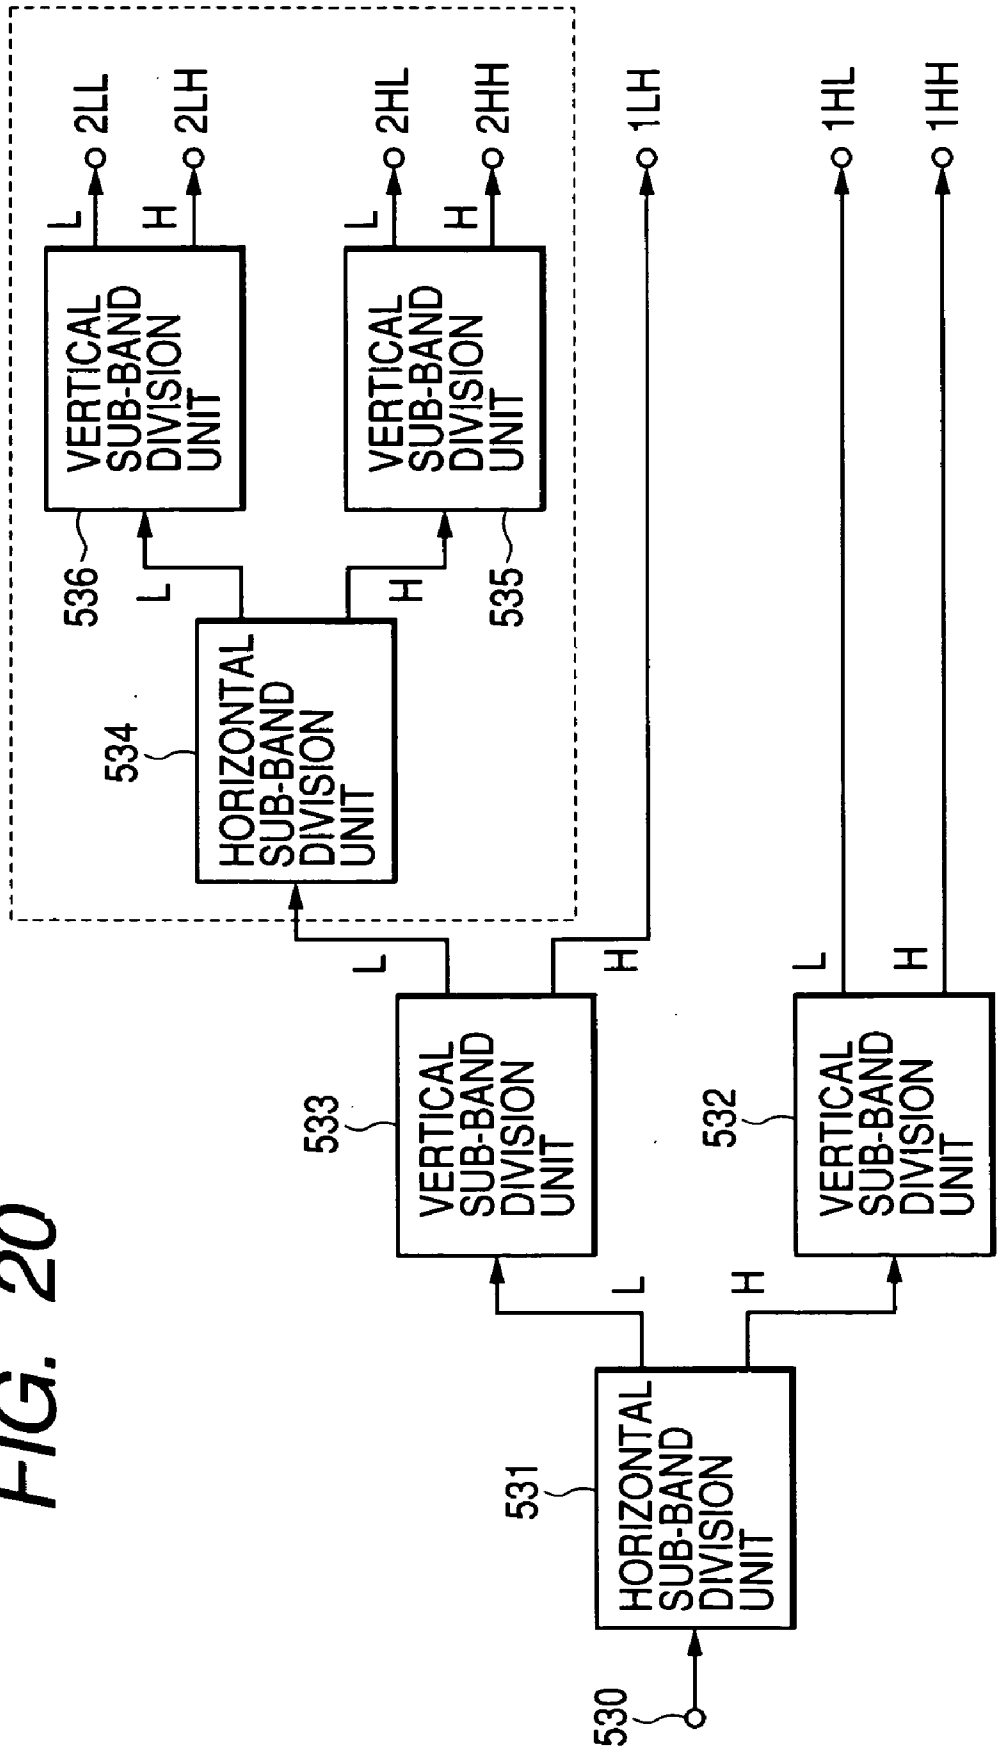 FIG. 20
530
531
HORIZONTAL
SUB-BAND
DIVISION
UNIT
L
H
533
VERTICAL
SUB-BAND
DIVISION
UNIT
L
H
532
VERTICAL
SUB-BAND
DIVISION
UNIT
L
H
534
HORIZONTAL
SUB-BAND
DIVISION
UNIT
L
H
536
VERTICAL
SUB-BAND
DIVISION
UNIT
L
H
535
VERTICAL
SUB-BAND
DIVISION
UNIT
L
H
2LL
2LH
2HL
2HH
1LH
1HL
1HH